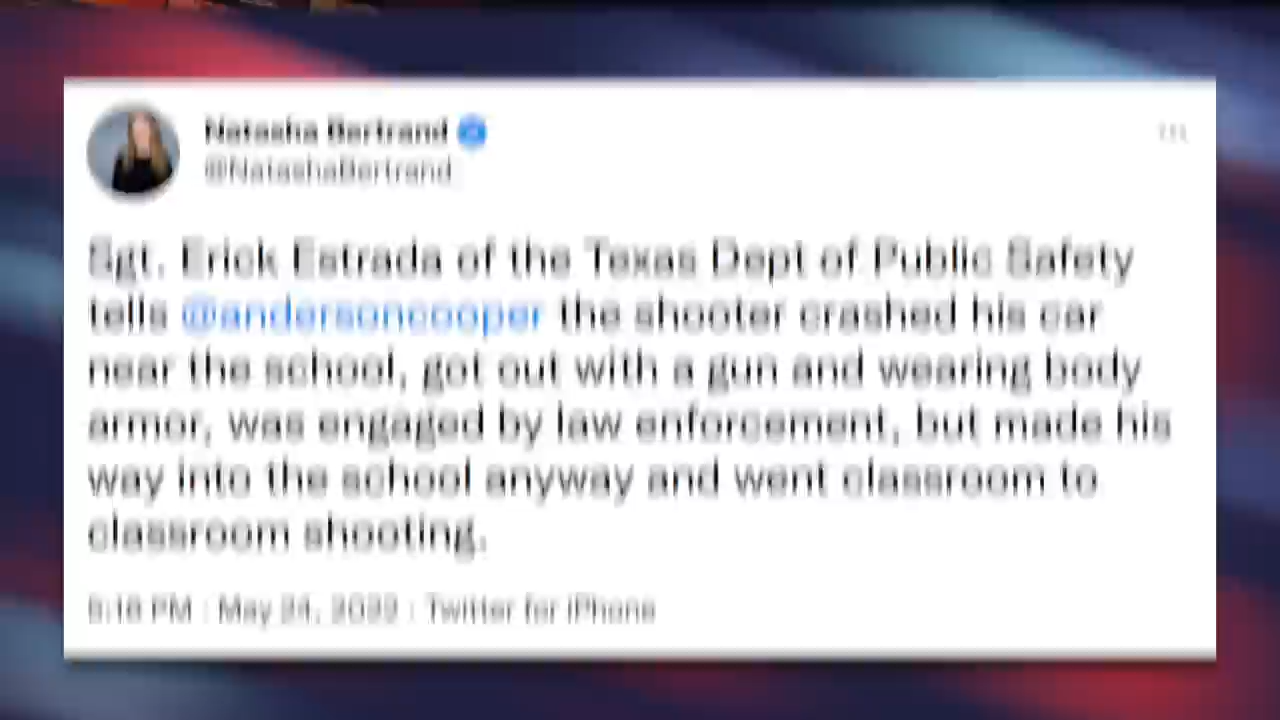 Natasha Bertrand
@NatashaBertrand
Sgt. Erick Estrada of the Texas Dept of Public Safety
tells @andersoncooper the shooter crashed his car
near the school, got out with a gun and wearing body
armor, was engaged by law enforcement, but made his
way into the school anyway and went classroom to
classroom shooting.
PM · May 24, 2022 · Twitter for iPhone